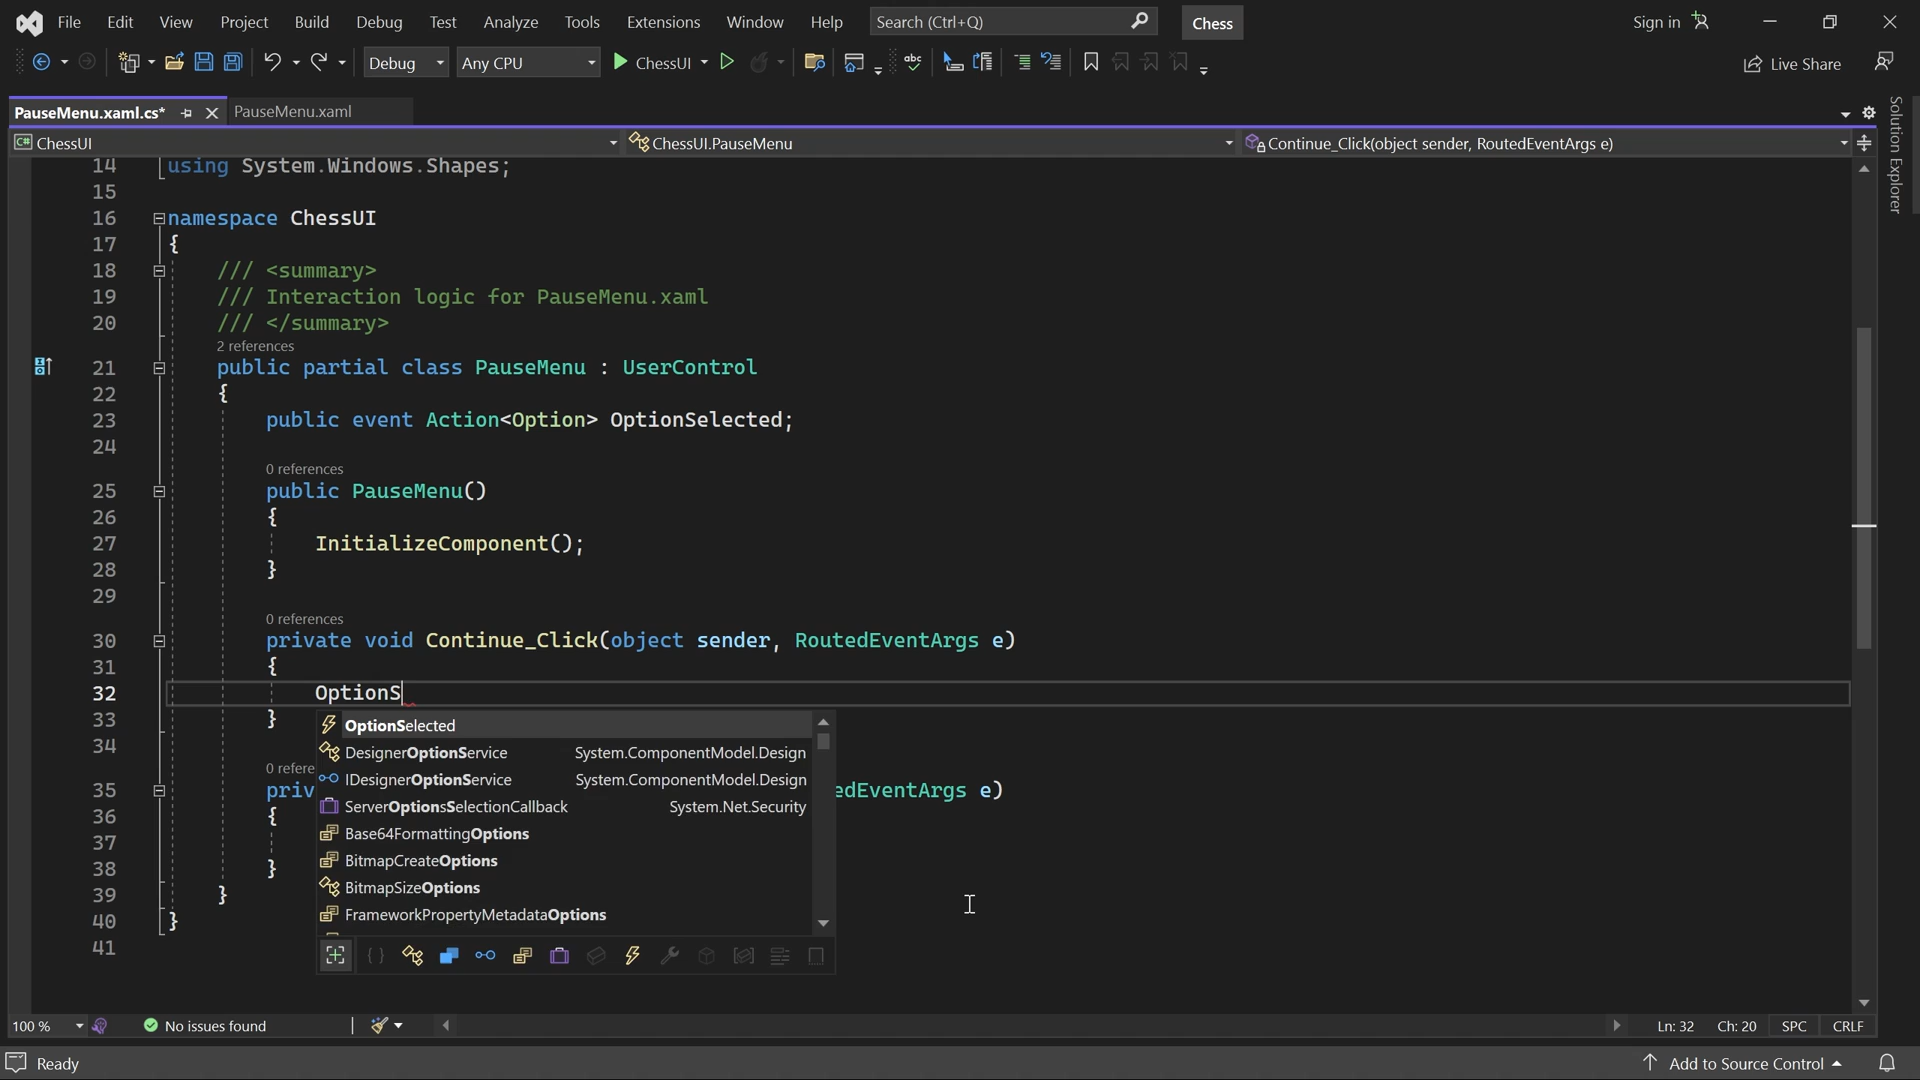 File Edit View Project Build Debug Test Analyze Tools Extensions Window Help Search (Ctrl+Q) Chess Sign in
Debug Any CPU ChessUI Live Share
PauseMenu.xaml.cs* PauseMenu.xaml
ChessUI ChessUI.PauseMenu Continue_Click(object sender, RoutedEventArgs e)
Solution Explorer
14 using System.Windows.Shapes;
15
16 namespace ChessUI
17 {
18 /// <summary>
19 /// Interaction logic for PauseMenu.xaml
20 /// </summary>
2 references
21 public partial class PauseMenu : UserControl
22 {
23 public event Action<Option> OptionSelected;
24
0 references
25 public PauseMenu()
26 {
27 InitializeComponent();
28 }
29
0 references
30 private void Continue_Click(object sender, RoutedEventArgs e)
31 {
32 OptionS
33 }
34
0 refere
35 priv edEventArgs e)
36 {
37
38 }
39 }
40 }
41
OptionSelected
DesignerOptionService System.ComponentModel.Design
IDesignerOptionService System.ComponentModel.Design
ServerOptionsSelectionCallback System.Net.Security
Base64FormattingOptions
BitmapCreateOptions
BitmapSizeOptions
FrameworkPropertyMetadataOptions
100 % No issues found Ln: 32 Ch: 20 SPC CRLF
Ready Add to Source Control